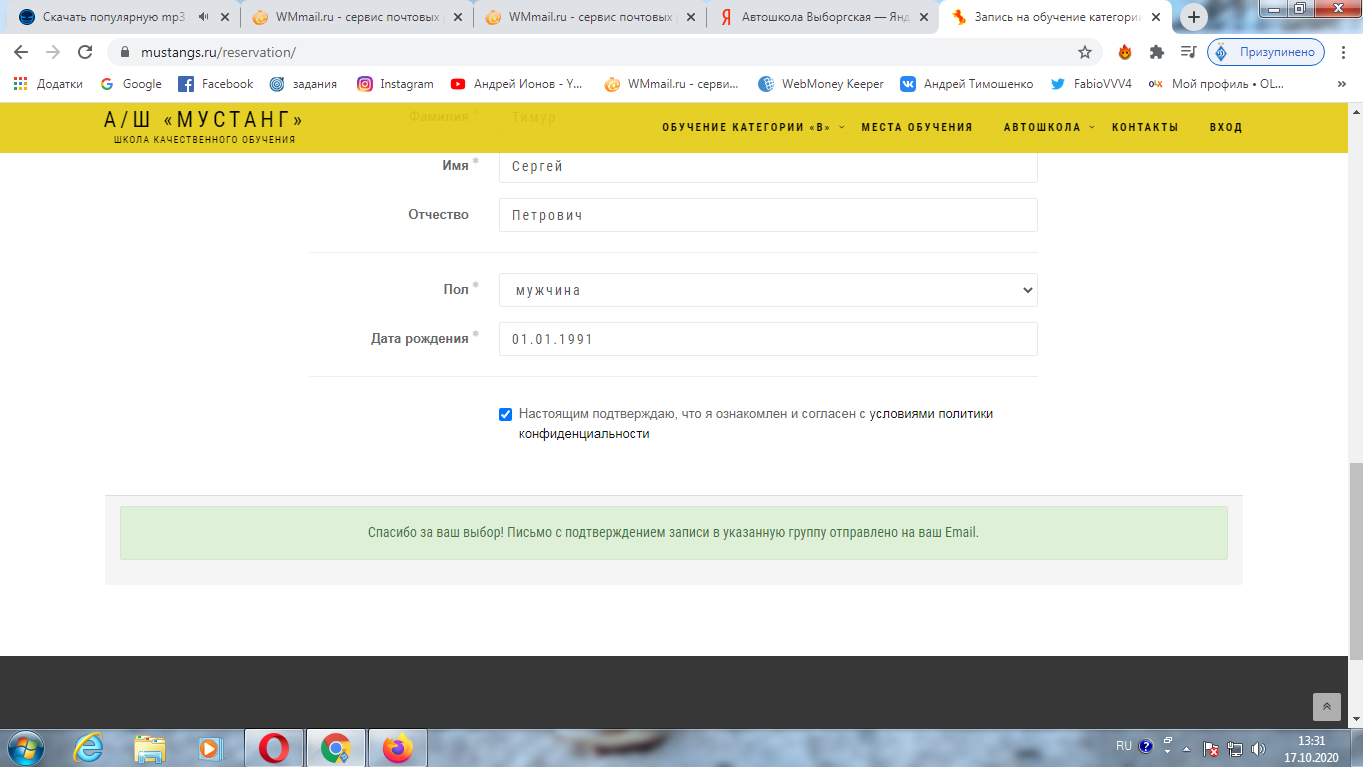 Скачать популярную mp3
WMmail.ru - сервис почтовых
WMmail.ru - сервис почтовых
Автошкола Выборгская — Янд
Запись на обучение категории
mustangs.ru/reservation/
Призупинено
Додатки
Google
Facebook
задания
Instagram
Андрей Ионов - Y...
WMmail.ru - серви...
WebMoney Keeper
Андрей Тимошенко
FabioVVV4
Мой профиль • OL...
А/Ш «МУСТАНГ»
ШКОЛА КАЧЕСТВЕННОГО ОБУЧЕНИЯ
ОБУЧЕНИЕ КАТЕГОРИИ «В»
МЕСТА ОБУЧЕНИЯ
АВТОШКОЛА
КОНТАКТЫ
ВХОД
Фамилия *
Тимур
Имя *
Сергей
Отчество
Петрович
Пол *
мужчина
Дата рождения *
01.01.1991
Настоящим подтверждаю, что я ознакомлен и согласен с условиями политики
конфиденциальности
Спасибо за ваш выбор! Письмо с подтверждением записи в указанную группу отправлено на ваш Email.
RU
13:31
17.10.2020